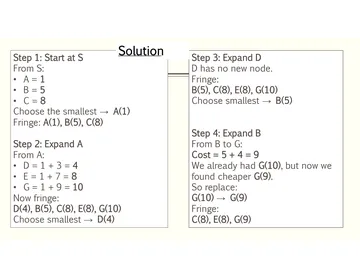 Solution
Step 1: Start at S
From S:
• A = 1
• B = 5
• C = 8
Choose the smallest → A(1)
Fringe: A(1), B(5), C(8)
Step 2: Expand A
From A:
• D = 1 + 3 = 4
• E = 1 + 7 = 8
• G = 1 + 9 = 10
Now fringe:
D(4), B(5), C(8), E(8), G(10)
Choose smallest → D(4)
Step 3: Expand D
D has no new node.
Fringe:
B(5), C(8), E(8), G(10)
Choose smallest → B(5)
Step 4: Expand B
From B to G:
Cost = 5 + 4 = 9
We already had G(10), but now we
found cheaper G(9).
So replace:
G(10) → G(9)
Fringe:
C(8), E(8), G(9)